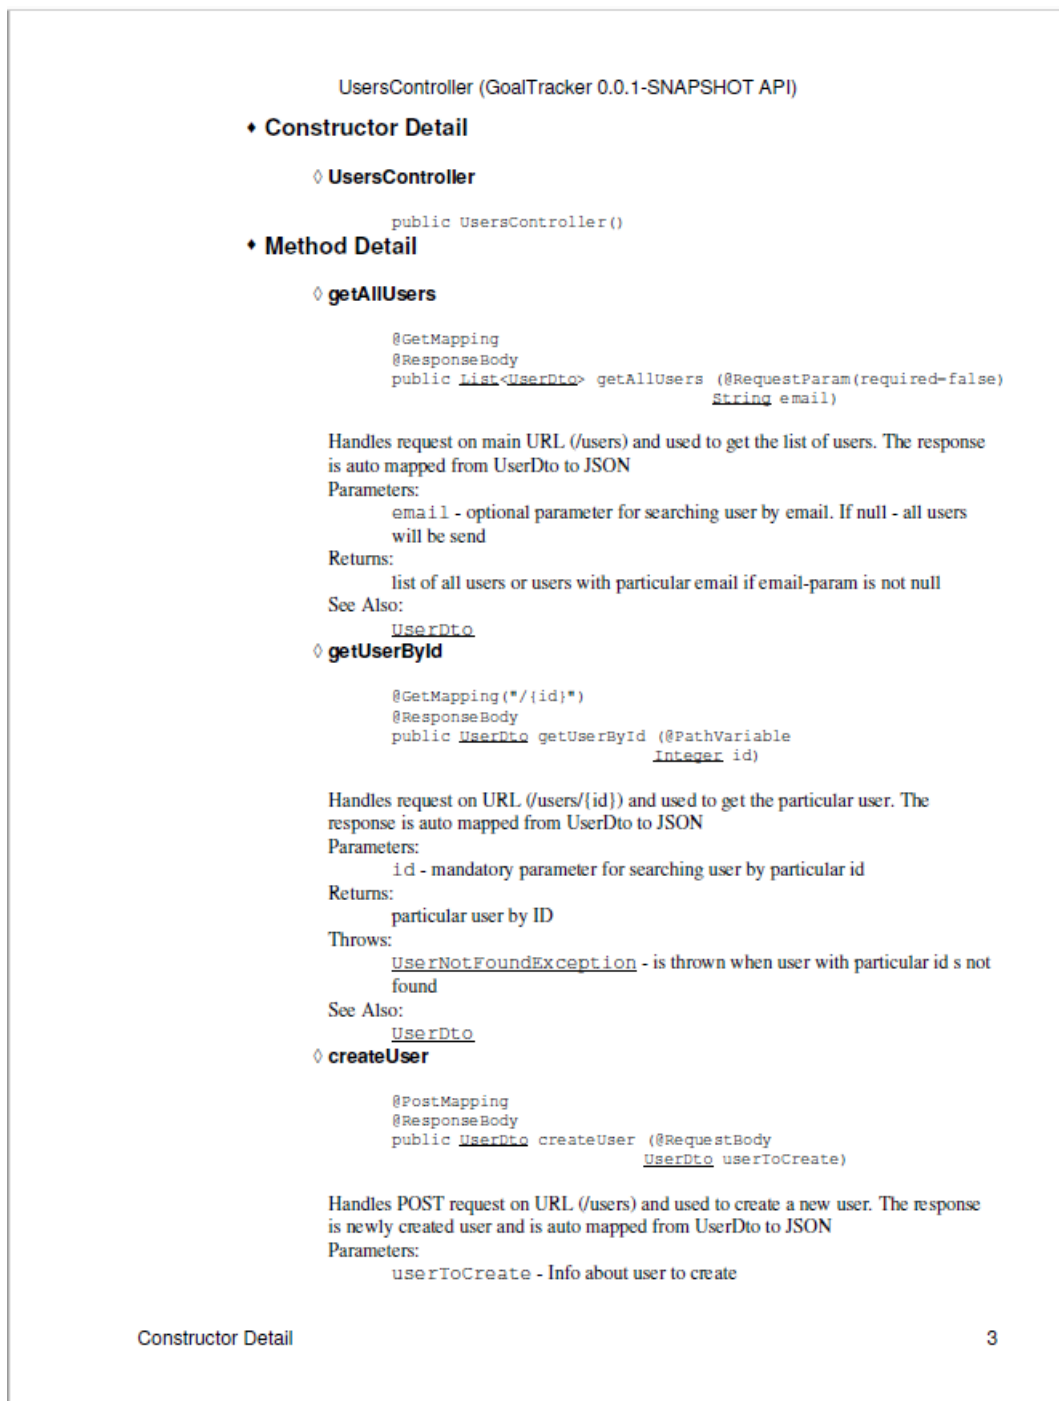 UsersController (GoalTracker 0.0.1-SNAPSHOT API)
♦ Constructor Detail
◊ UsersController
public UsersController()
♦ Method Detail
◊ getAllUsers
@GetMapping
@ResponseBody
public List<UserDto> getAllUsers (@RequestParam(required=false)
String email)
Handles request on main URL (/users) and used to get the list of users. The response
is auto mapped from UserDto to JSON
Parameters:
email - optional parameter for searching user by email. If null - all users
will be send
Returns:
list of all users or users with particular email if email-param is not null
See Also:
UserDto
◊ getUserById
@GetMapping("/{id}")
@ResponseBody
public UserDto getUserById (@PathVariable
Integer id)
Handles request on URL (/users/{id}) and used to get the particular user. The
response is auto mapped from UserDto to JSON
Parameters:
id - mandatory parameter for searching user by particular id
Returns:
particular user by ID
Throws:
UserNotFoundException - is thrown when user with particular id s not
found
See Also:
UserDto
◊ createUser
@PostMapping
@ResponseBody
public UserDto createUser (@RequestBody
UserDto userToCreate)
Handles POST request on URL (/users) and used to create a new user. The response
is newly created user and is auto mapped from UserDto to JSON
Parameters:
userToCreate - Info about user to create
Constructor Detail 3